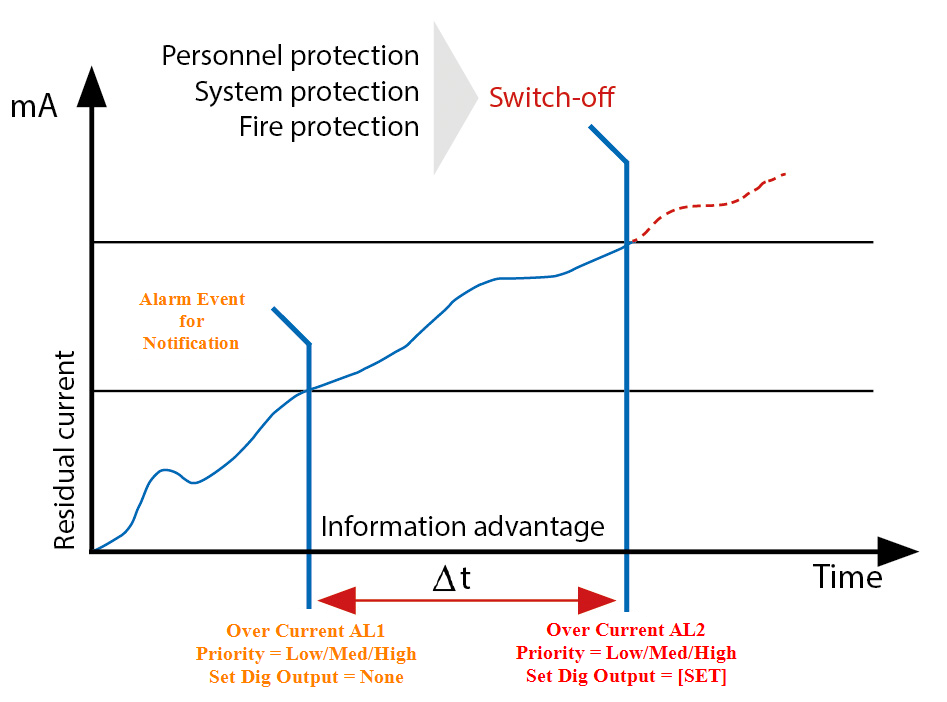 Personnel protection
System protection
Fire protection
Switch-off
mA
Alarm Event
for
Notification
Residual current
Information advantage
Δt
Time
Over Current AL1
Priority = Low/Med/High
Set Dig Output = None
Over Current AL2
Priority = Low/Med/High
Set Dig Output = [SET]